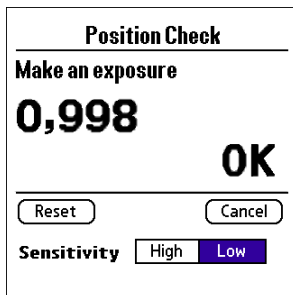 Position Check
Make an exposure
0,998
OK
Reset Cancel
Sensitivity High Low